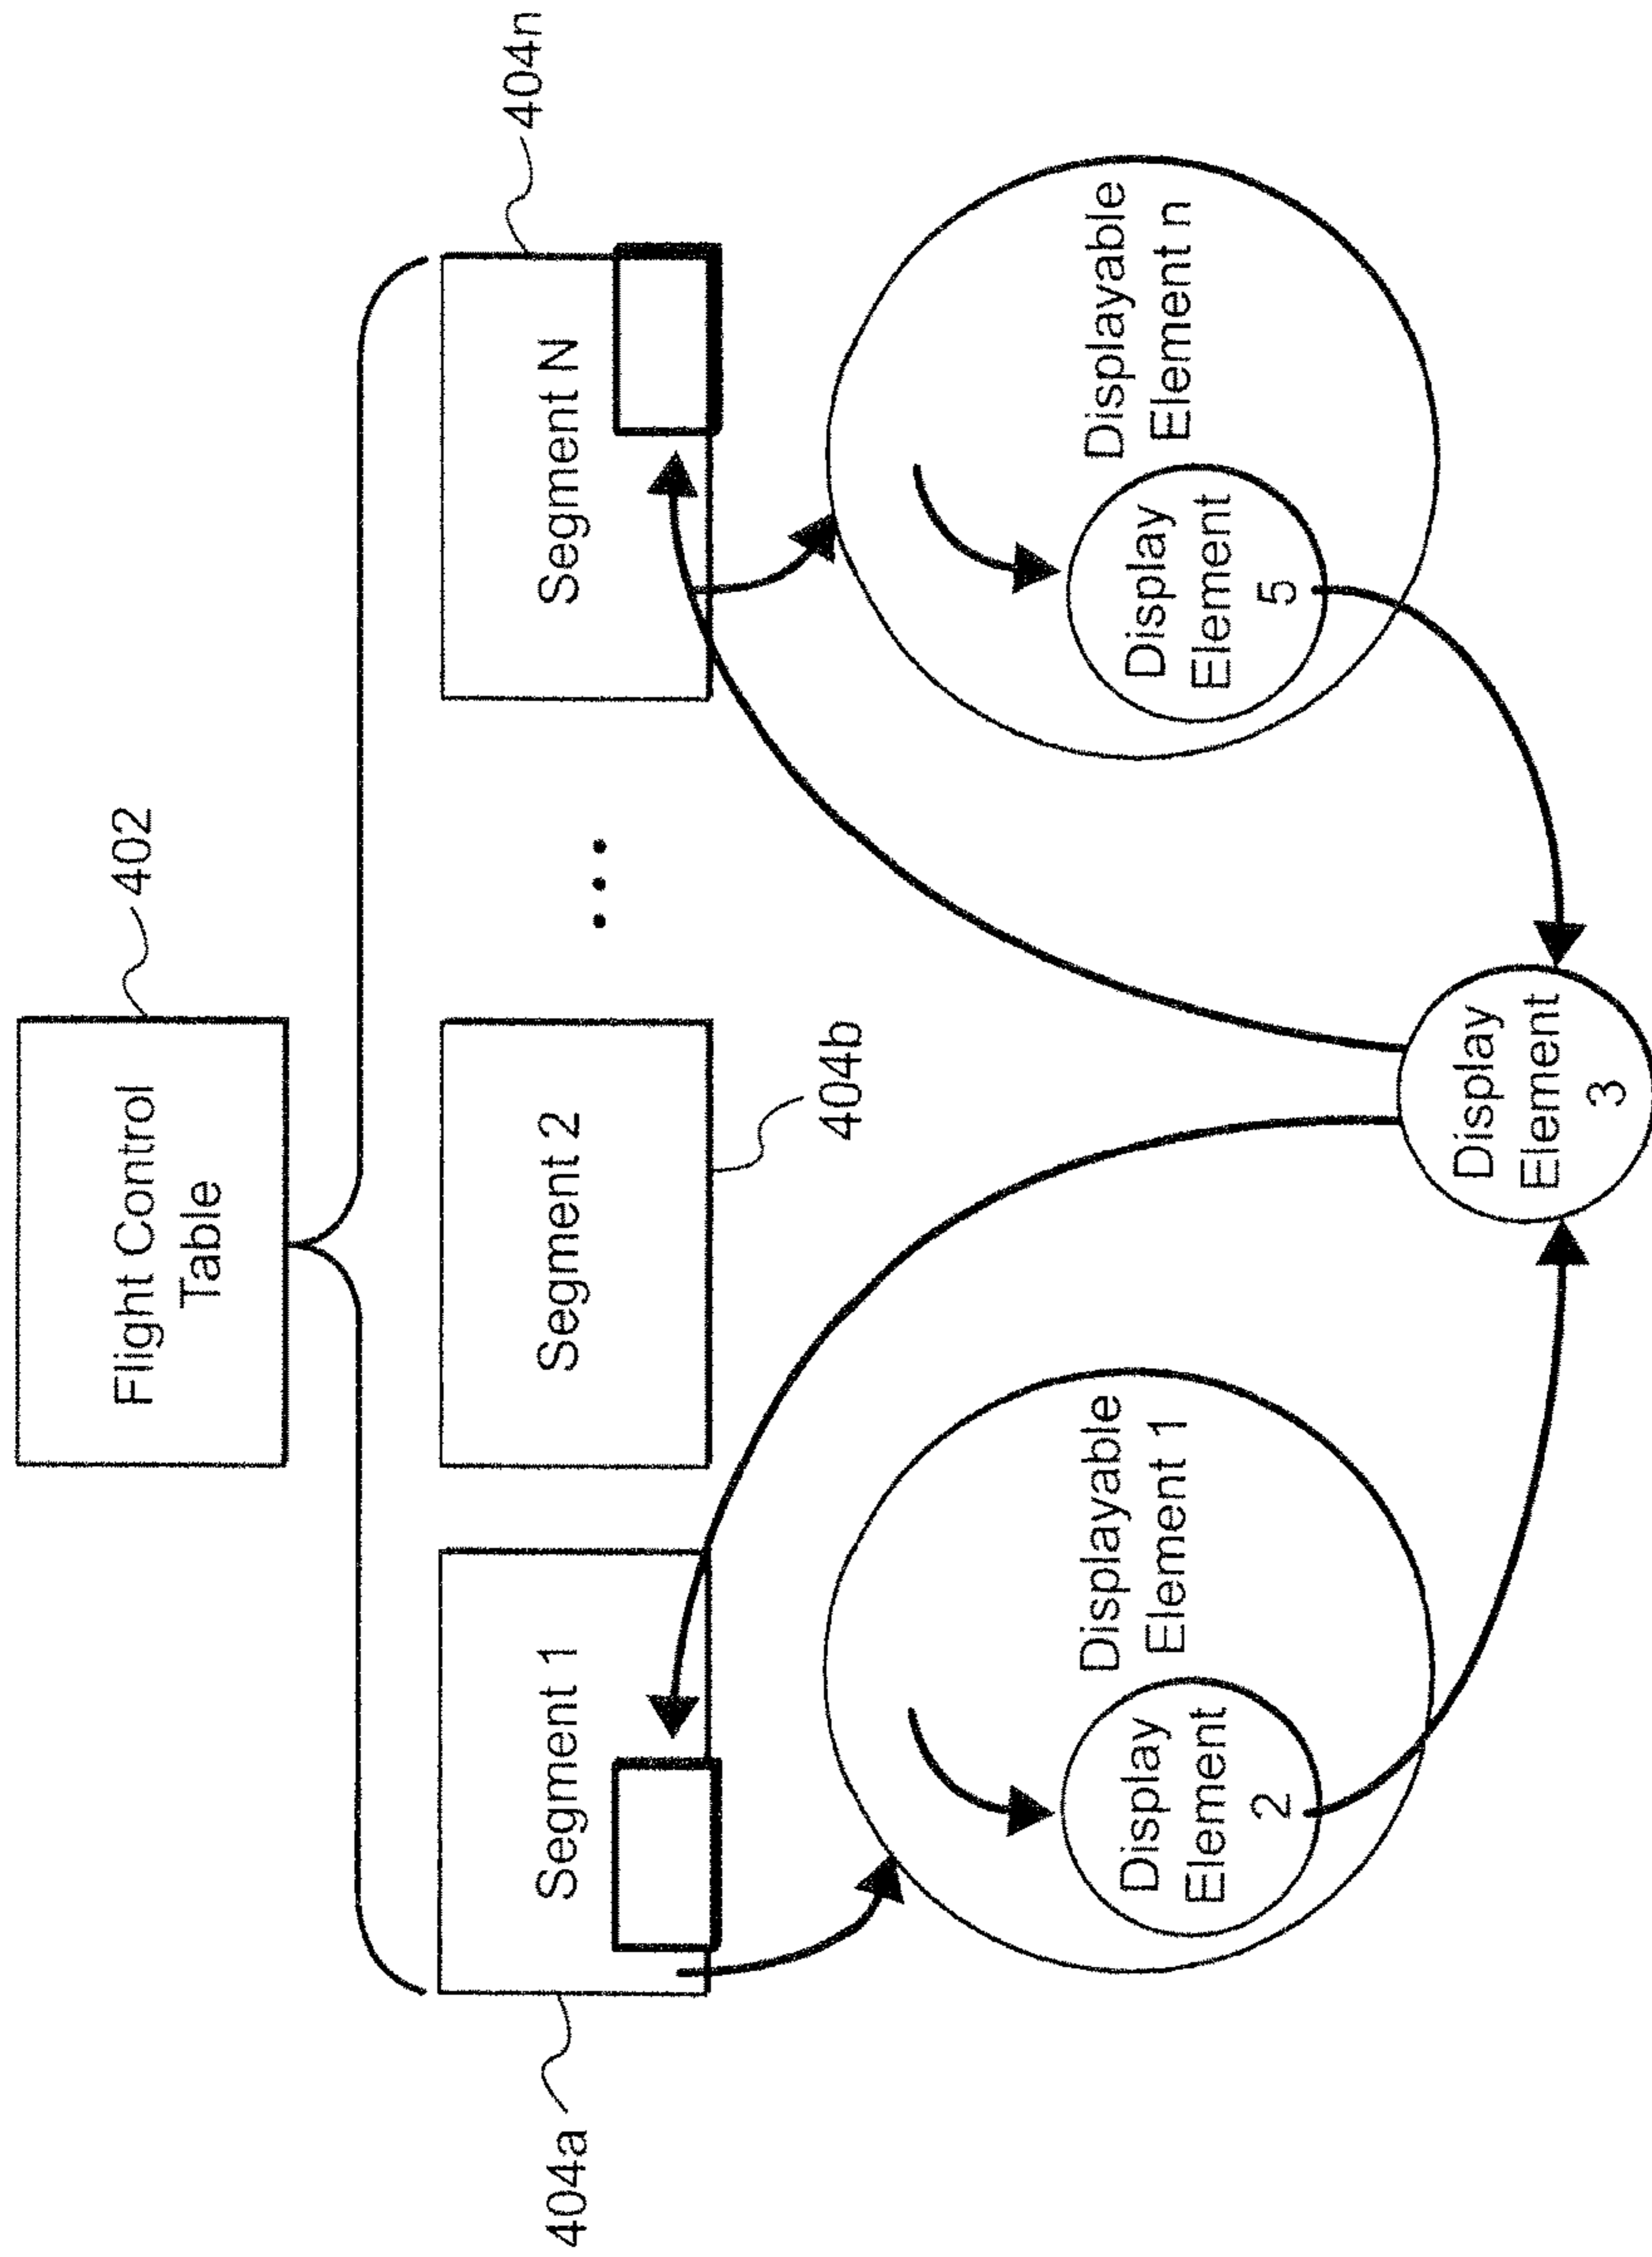 Flight Control
Table
402
404a
Segment 1
Segment 2
404b
...
Segment N
404n
Displayable
Element 1
Display
Element
2
Displayable
Element n
Display
Element
5
Display
Element
3